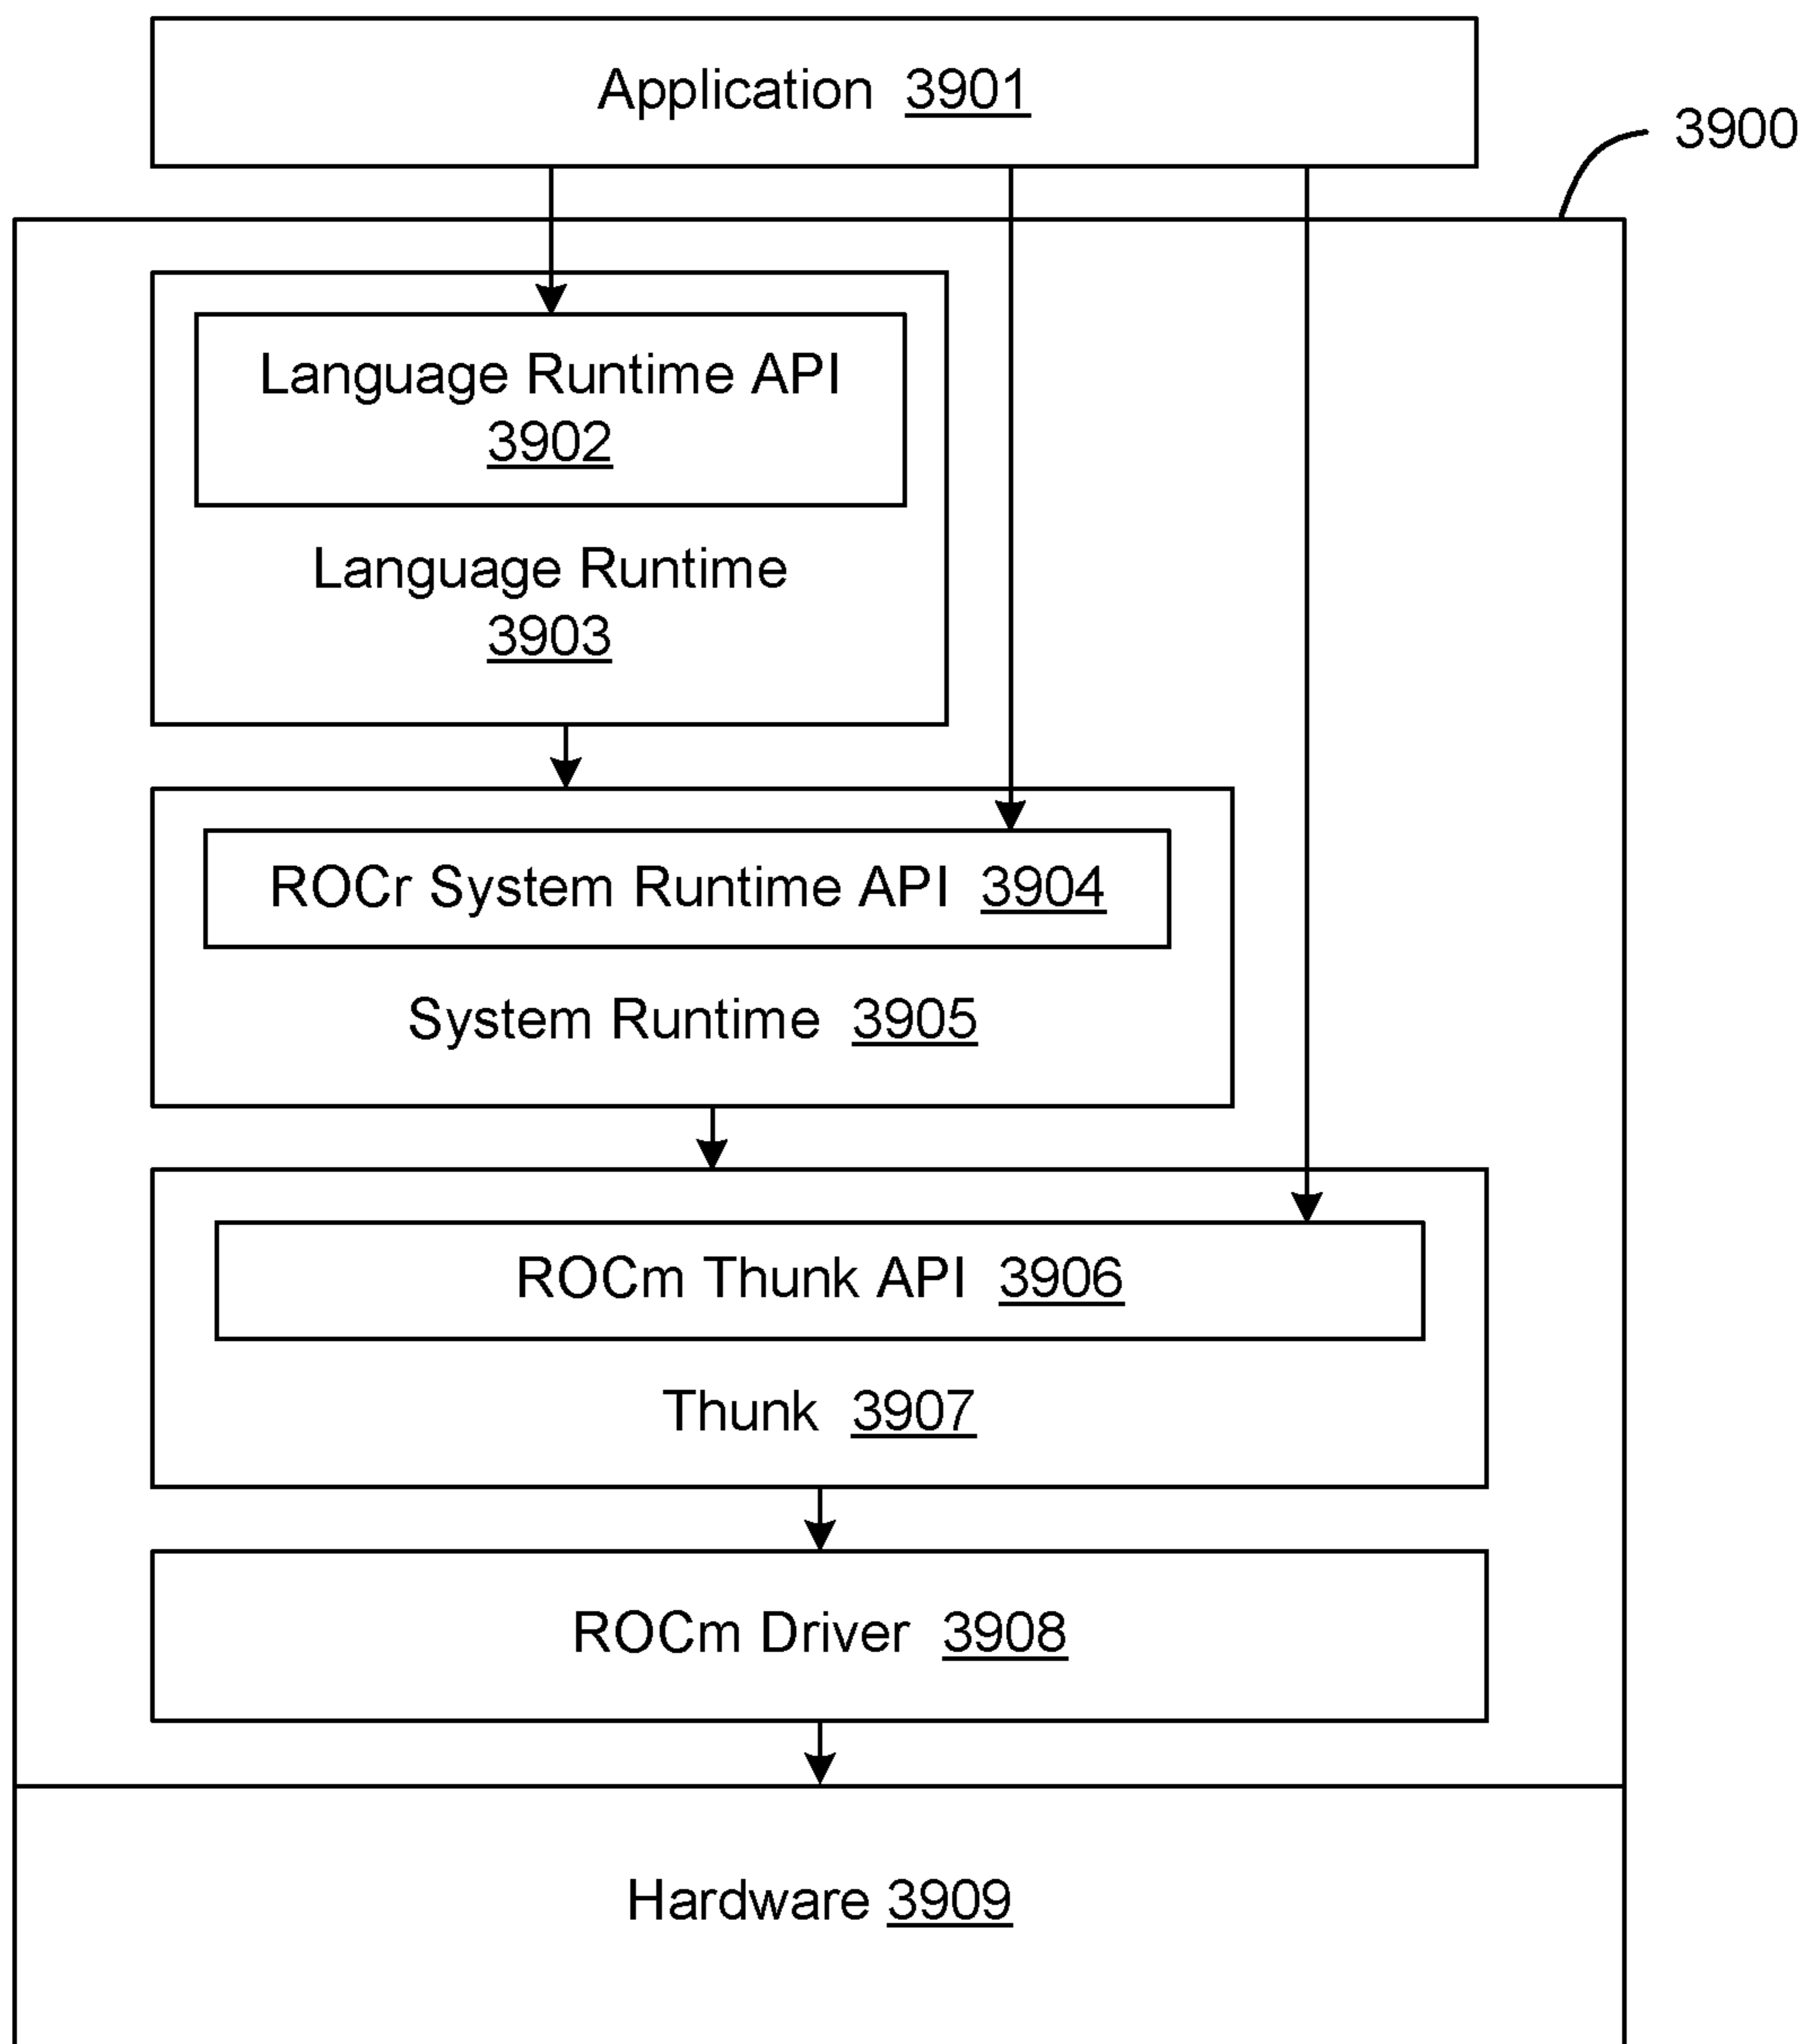 Application 3901
3900
Language Runtime API
3902
Language Runtime
3903
ROCr System Runtime API 3904
System Runtime 3905
ROCm Thunk API 3906
Thunk 3907
ROCm Driver 3908
Hardware 3909